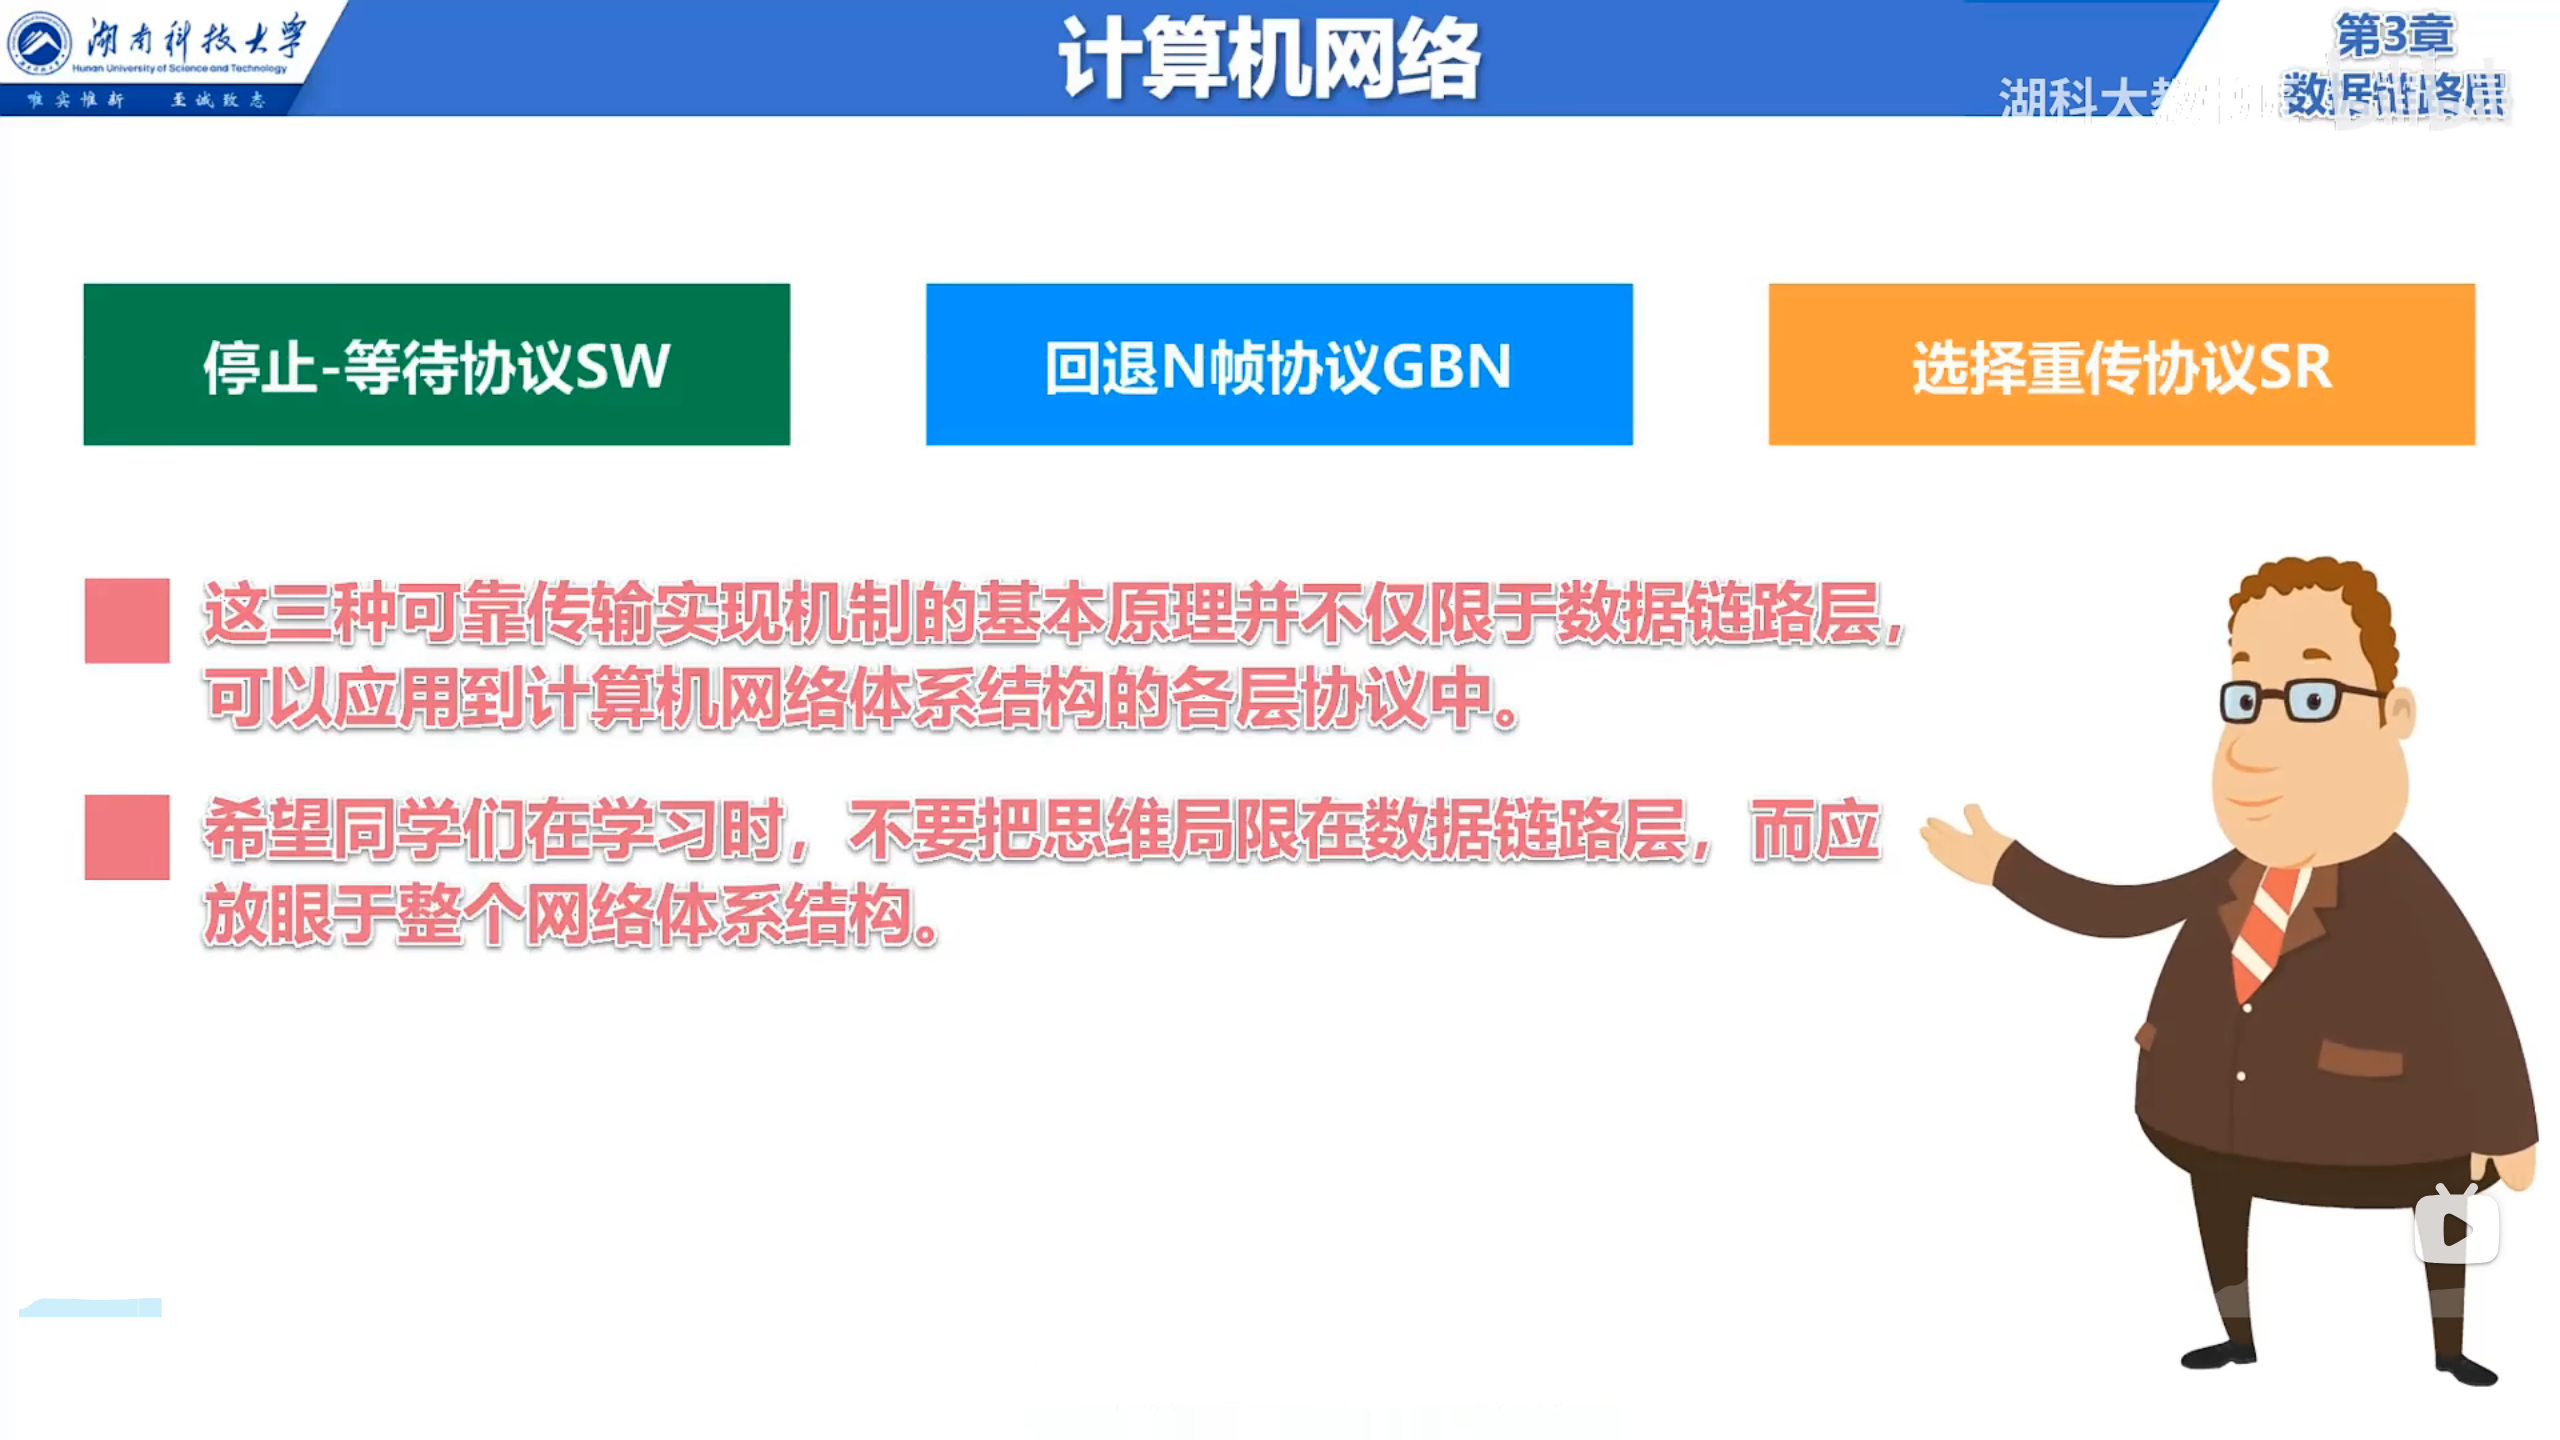 湖南科技大学
Hunan University of Science and Technology
唯实惟新 至诚致志
计算机网络
第3章
数据链路层
湖科大
停止-等待协议SW
回退N帧协议GBN
选择重传协议SR
这三种可靠传输实现机制的基本原理并不仅限于数据链路层，
可以应用到计算机网络体系结构的各层协议中。
希望同学们在学习时，不要把思维局限在数据链路层，而应
放眼于整个网络体系结构。